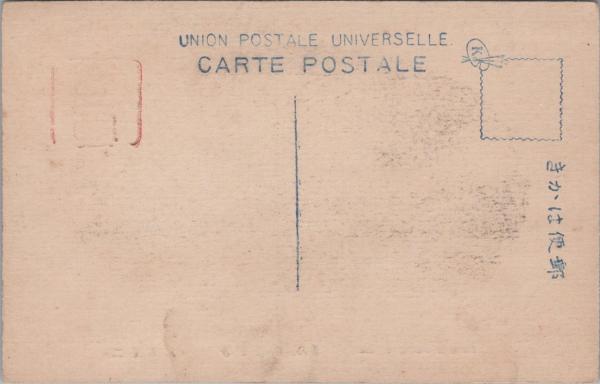 UNION POSTALE UNIVERSELLE.
CARTE POSTALE
K
きかは便郵